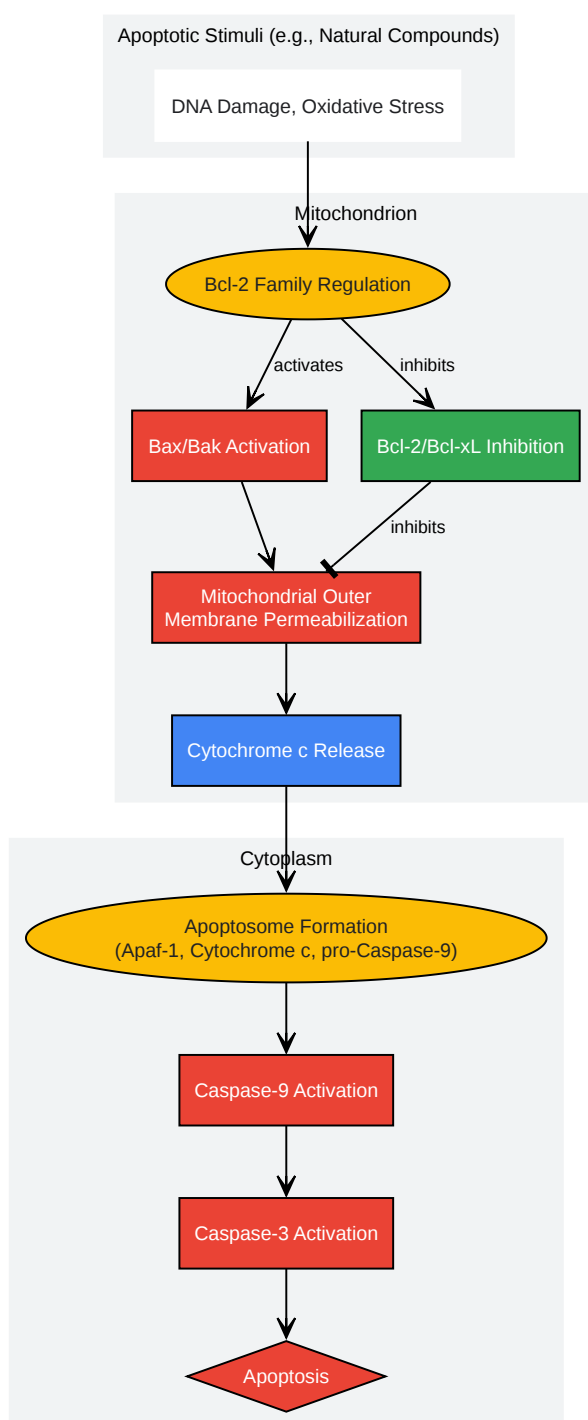 Apoptotic Stimuli (e.g., Natural Compounds)
DNA Damage, Oxidative Stress
Mitochondrion
Bcl-2 Family Regulation
activates
inhibits
Bax/Bak Activation
Bcl-2/Bcl-xL Inhibition
inhibits
Mitochondrial Outer
Membrane Permeabilization
Cytochrome c Release
Cytoplasm
Apoptosome Formation
(Apaf-1, Cytochrome c, pro-Caspase-9)
Caspase-9 Activation
Caspase-3 Activation
Apoptosis